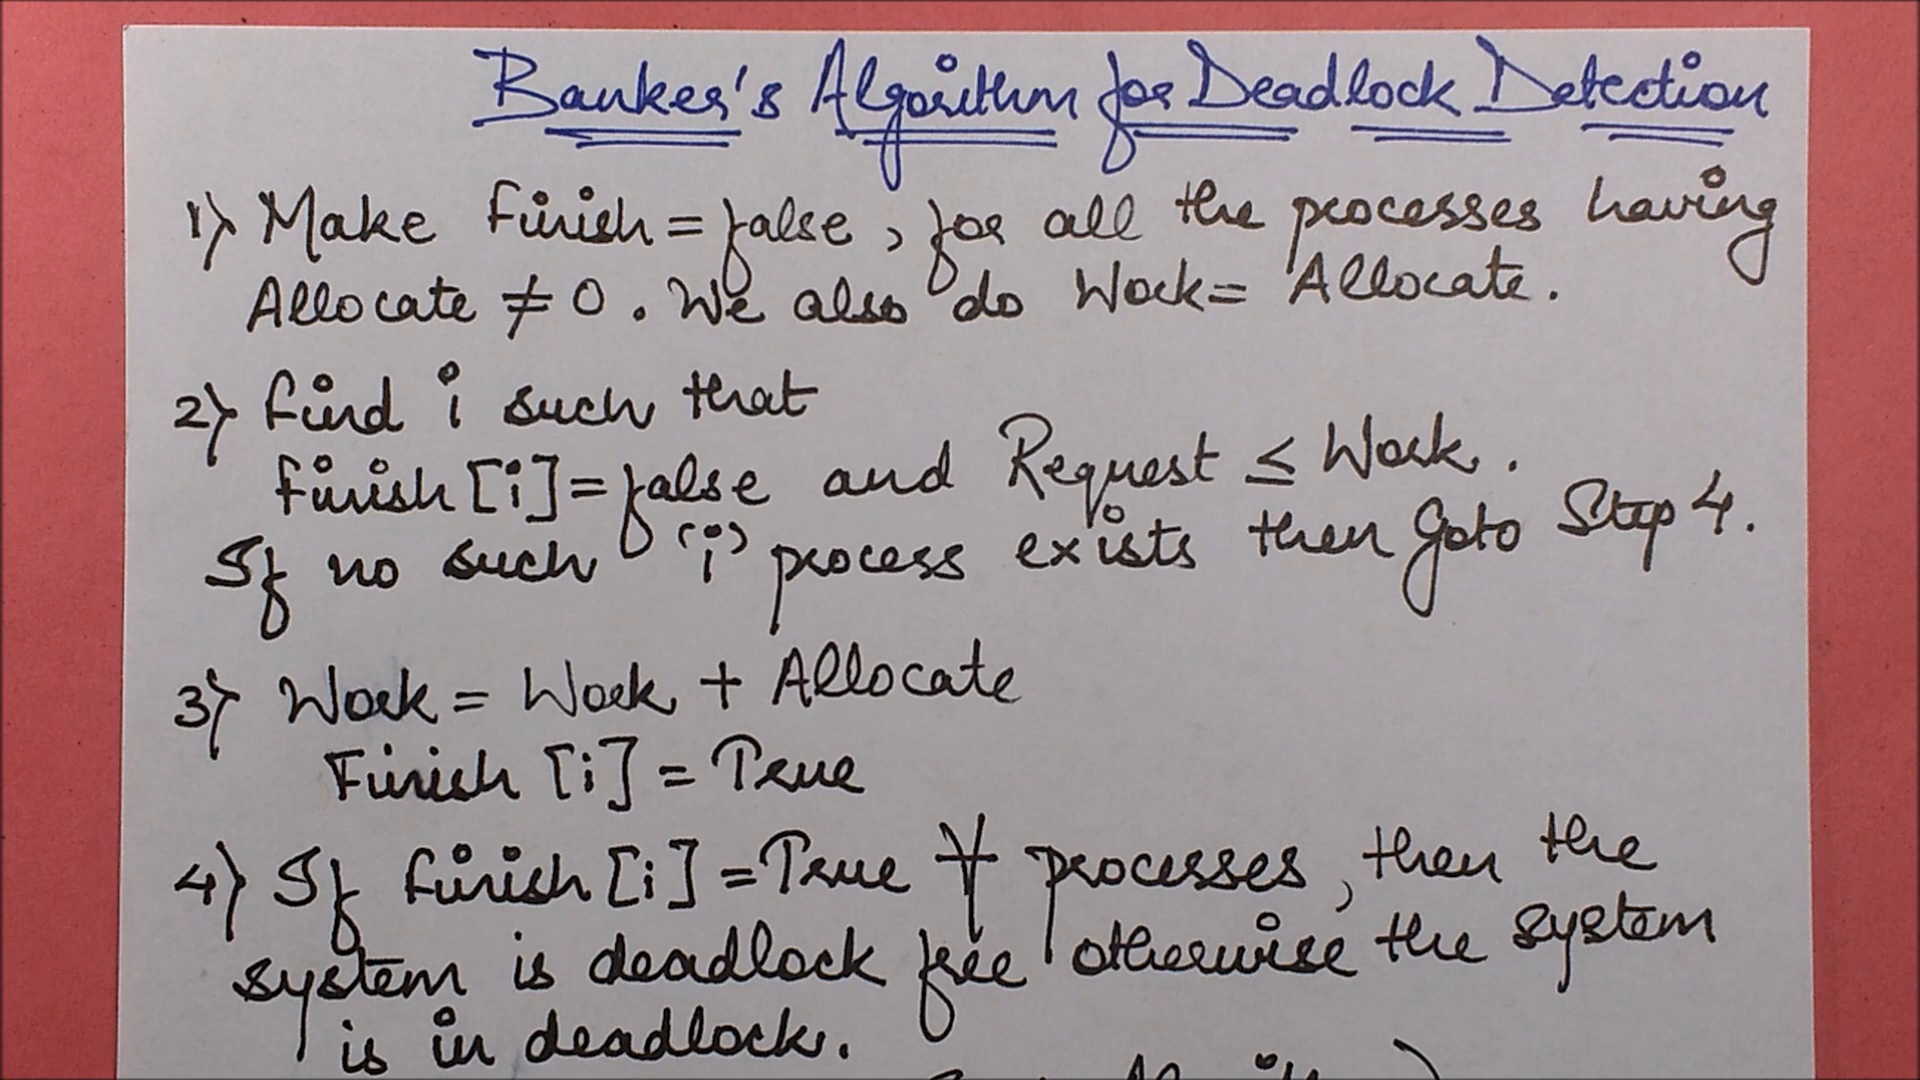 Banker's Algorithm for Deadlock Detection
1) Make Finish = false, for all the processes having
Allocate ≠ 0. We also do Work = Allocate.
2) Find i such that
Finish [i] = false and Request ≤ Work.
If no such 'i' process exists then Goto Step 4.
3) Work = Work + Allocate
Finish [i] = True
4) If Finish [i] = True ∀ processes, then the
system is deadlock free otherwise the system
is in deadlock.